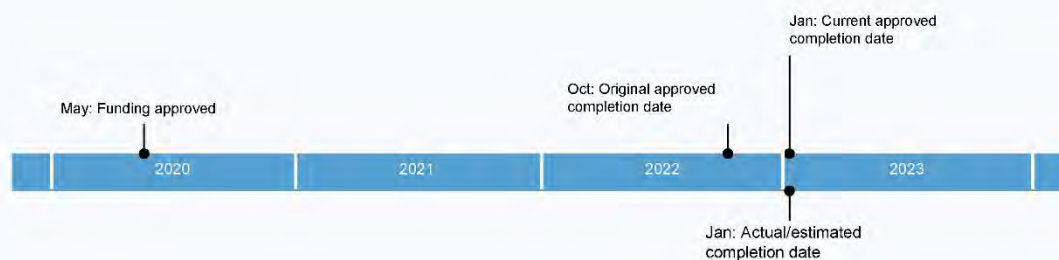 Jan: Current approved
completion date
Oct: Original approved
completion date
May: Funding approved
2020
2021
2022
2023
Jan: Actual/estimated
completion date